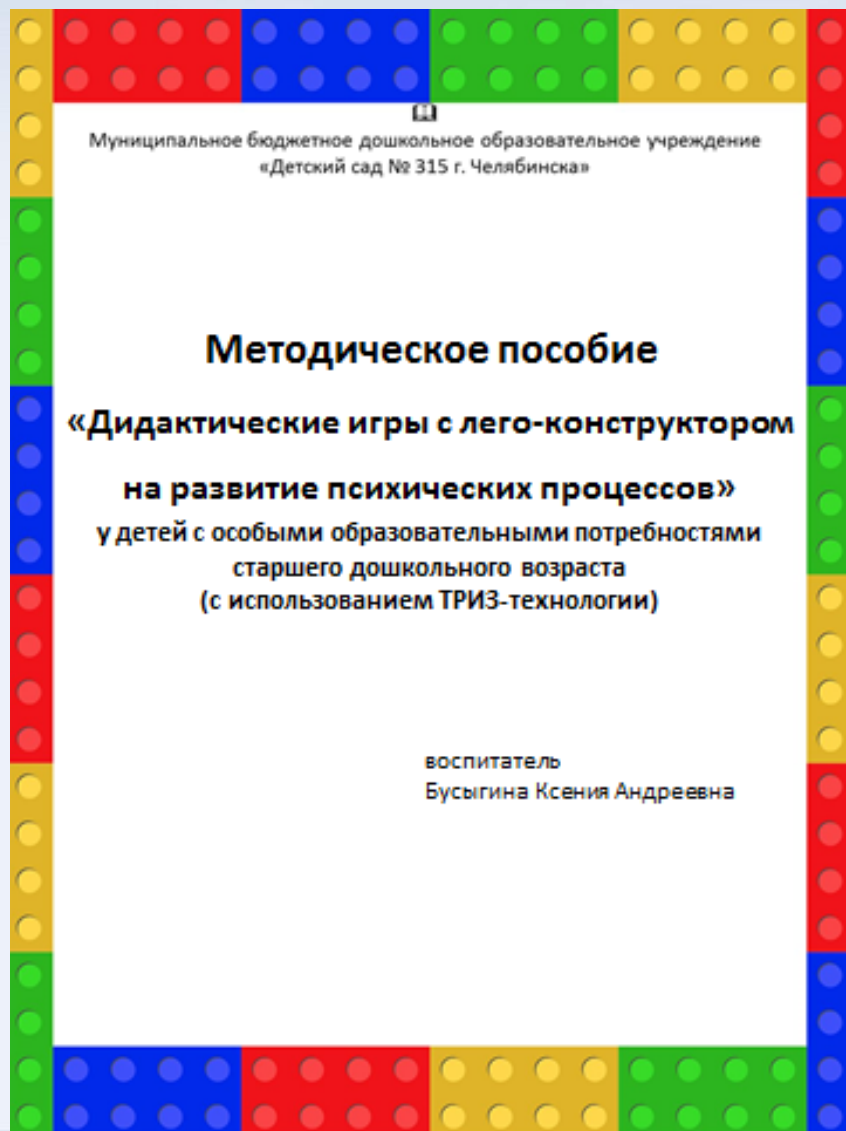 Муниципальное бюджетное дошкольное образовательное учреждение
«Детский сад № 315 г. Челябинска»
Методическое пособие
«Дидактические игры с лего-конструктором
на развитие психических процессов»
у детей с особыми образовательными потребностями
старшего дошкольного возраста
(с использованием ТРИЗ-технологии)
воспитатель
Бусыгина Ксения Андреевна